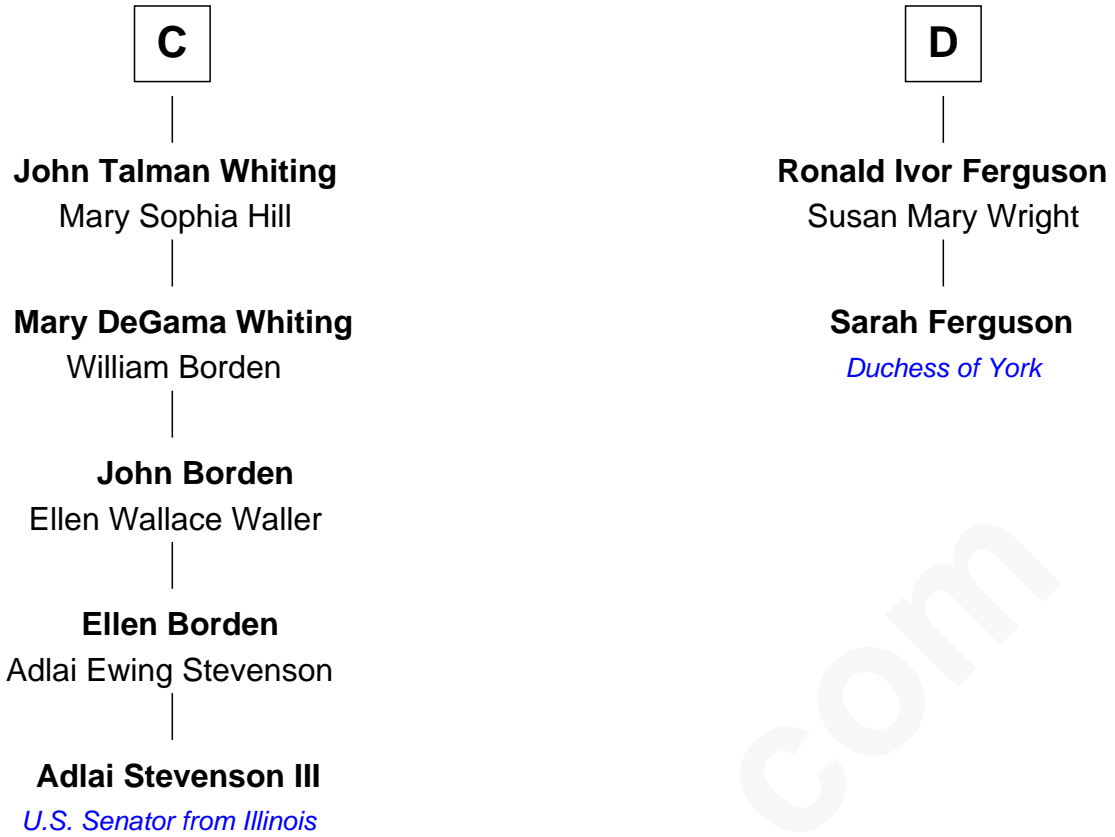 C
John Talman Whiting
Mary Sophia Hill
Mary DeGama Whiting
William Borden
John Borden
Ellen Wallace Waller
Ellen Borden
Adlai Ewing Stevenson
Adlai Stevenson III
U.S. Senator from Illinois
D
Ronald Ivor Ferguson
Susan Mary Wright
Sarah Ferguson
Duchess of York
com